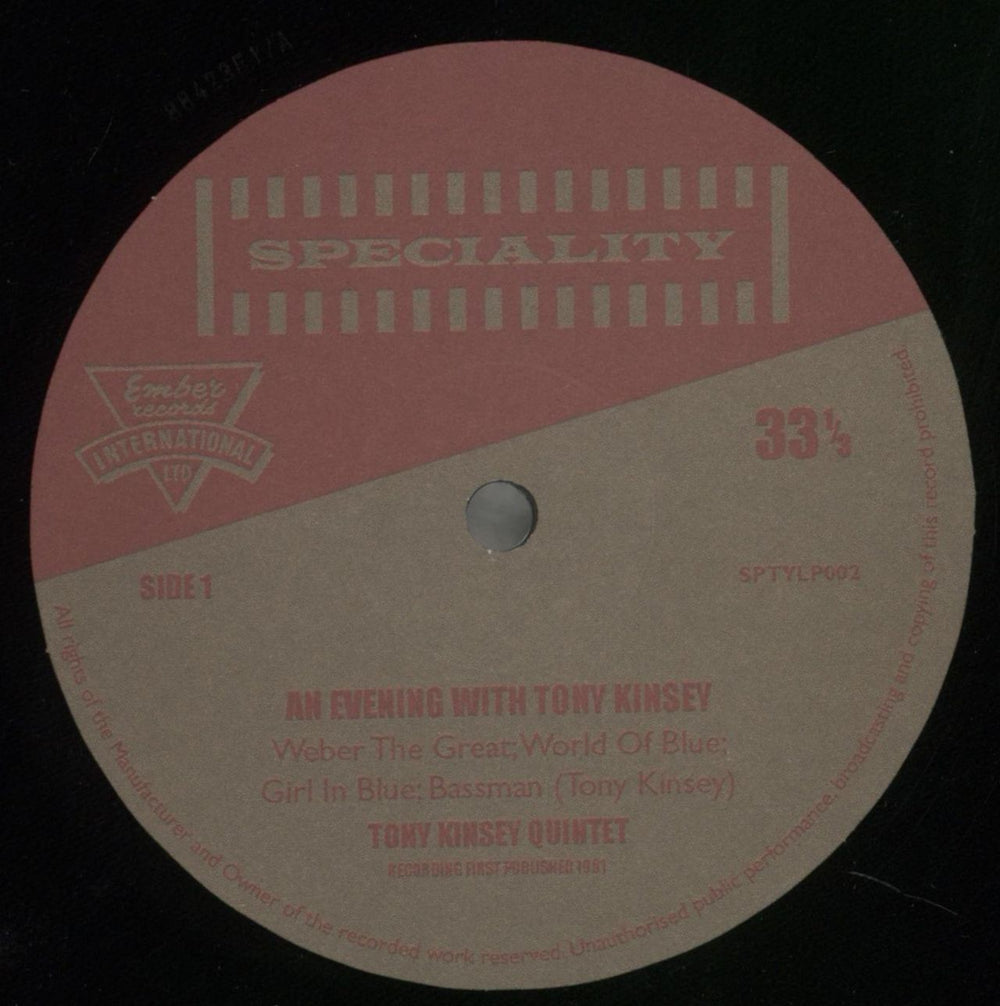 SPECIALITY
Ember
records
INTERNATIONAL
LTD
33⅓
SIDE 1
SPTYLP002
AN EVENING WITH TONY KINSEY
Weber The Great; World Of Blue;
Girl In Blue; Bassman (Tony Kinsey)
TONY KINSEY QUINTET
RECORDING FIRST PUBLISHED 1961
All rights of the Manufacturer and Owner of the recorded work reserved. Unauthorised public performance, broadcasting and copying of this record prohibited.